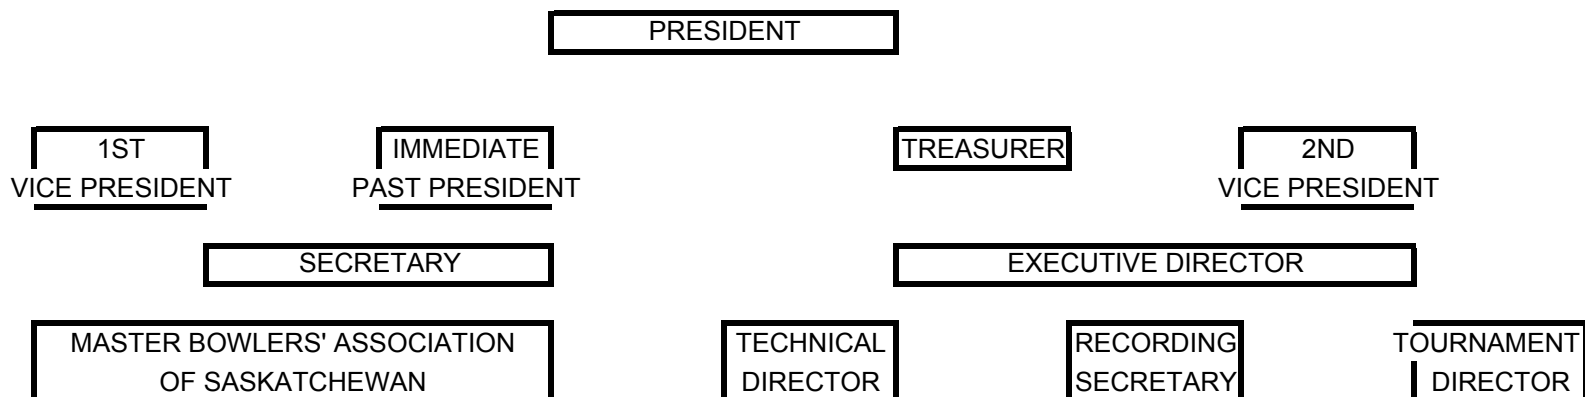 PRESIDENT
1ST
VICE PRESIDENT
IMMEDIATE
PAST PRESIDENT
TREASURER
2ND
VICE PRESIDENT
SECRETARY
EXECUTIVE DIRECTOR
MASTER BOWLERS' ASSOCIATION
OF SASKATCHEWAN
TECHNICAL
DIRECTOR
RECORDING
SECRETARY
TOURNAMENT
DIRECTOR